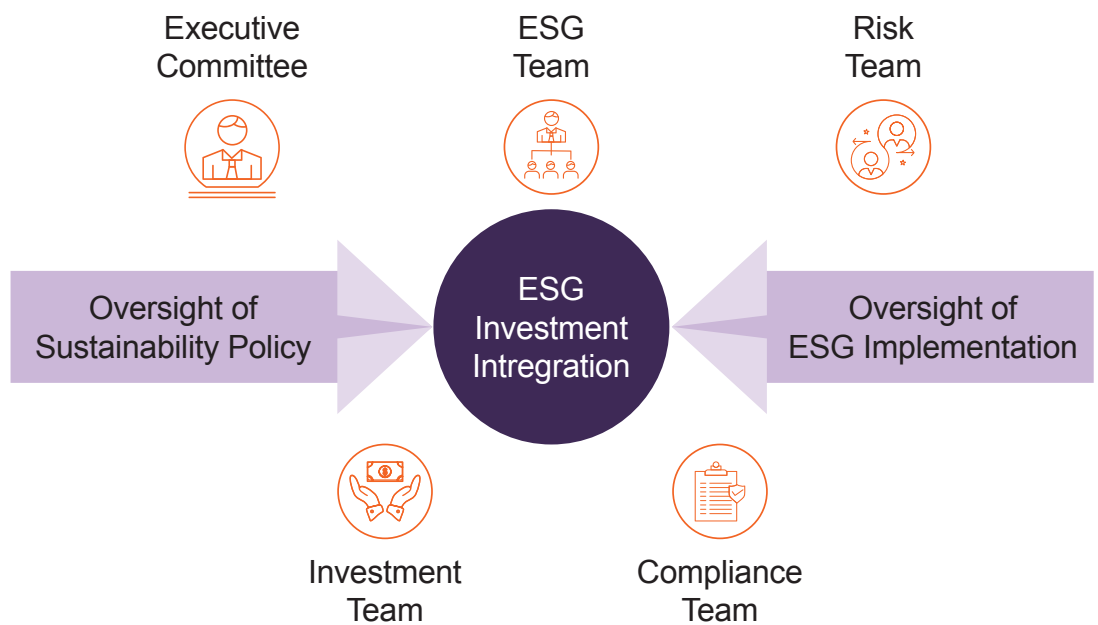 Executive
Committee
ESG
Team
Risk
Team
Oversight of
Sustainability Policy
ESG
Investment
Intregration
Oversight of
ESG Implementation
Investment
Team
Compliance
Team